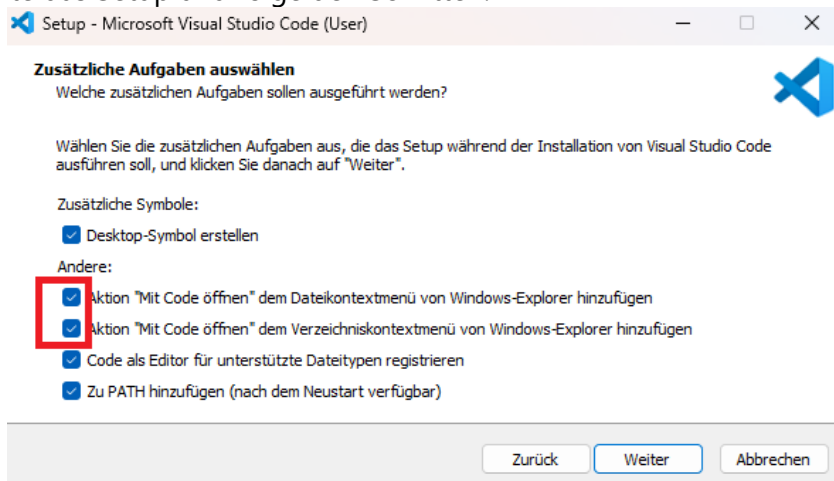 Setup - Microsoft Visual Studio Code (User)
Zusätzliche Aufgaben auswählen
Welche zusätzlichen Aufgaben sollen ausgeführt werden?
Wählen Sie die zusätzlichen Aufgaben aus, die das Setup während der Installation von Visual Studio Code
ausführen soll, und klicken Sie danach auf "Weiter".
Zusätzliche Symbole:
Desktop-Symbol erstellen
Andere:
Aktion "Mit Code öffnen" dem Dateikontextmenü von Windows-Explorer hinzufügen
Aktion "Mit Code öffnen" dem Verzeichniskontextmenü von Windows-Explorer hinzufügen
Code als Editor für unterstützte Dateitypen registrieren
Zu PATH hinzufügen (nach dem Neustart verfügbar)
Zurück Weiter Abbrechen